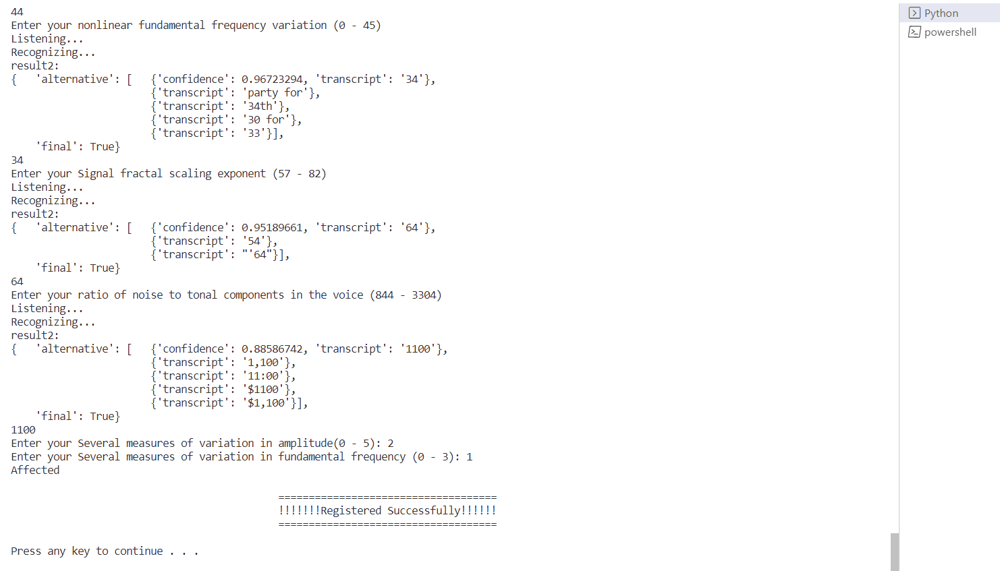 44
Enter your nonlinear fundamental frequency variation (0 - 45)
Listening...
Recognizing...
result2:
{   'alternative': [   {'confidence': 0.96723294, 'transcript': '34'},
                       {'transcript': 'party for'},
                       {'transcript': '34th'},
                       {'transcript': '30 for'},
                       {'transcript': '33'}],
    'final': True}
34
Enter your Signal fractal scaling exponent (57 - 82)
Listening...
Recognizing...
result2:
{   'alternative': [   {'confidence': 0.95189661, 'transcript': '64'},
                       {'transcript': '54'},
                       {'transcript': "'64"}],
    'final': True}
64
Enter your ratio of noise to tonal components in the voice (844 - 3304)
Listening...
Recognizing...
result2:
{   'alternative': [   {'confidence': 0.88586742, 'transcript': '1100'},
                       {'transcript': '1,100'},
                       {'transcript': '11:00'},
                       {'transcript': '$1100'},
                       {'transcript': '$1,100'}],
    'final': True}
1100
Enter your Several measures of variation in amplitude(0 - 5): 2
Enter your Several measures of variation in fundamental frequency (0 - 3): 1
Affected
====================================
!!!!!!!Registered Successfully!!!!!!
====================================
Press any key to continue . . .
Python
powershell